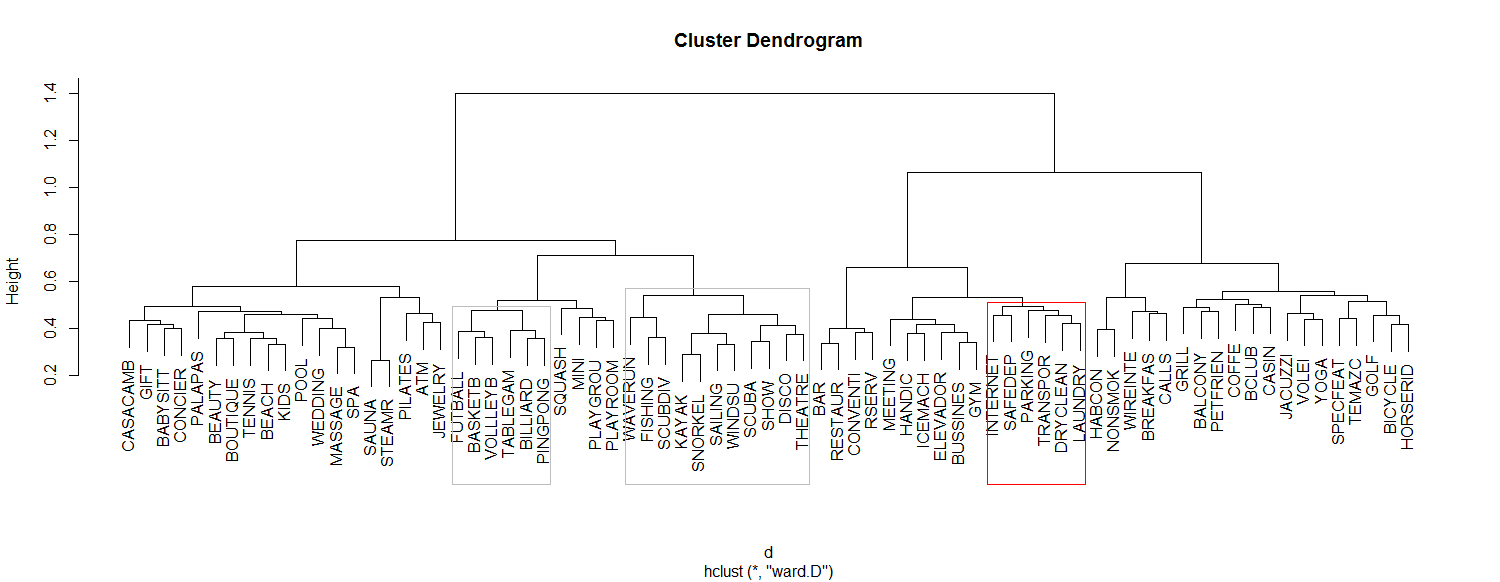 Cluster Dendrogram
Height
1.4
1.2
1.0
0.8
0.6
0.4
0.2
CASACAMB
GIFT
BABYSITT
CONCIER
PALAPAS
BEAUTY
BOUTIQUE
TENNIS
BEACH
KIDS
POOL
WEDDING
MASSAGE
SPA
SAUNA
STEAMR
PILATES
ATM
JEWELRY
FUTBALL
BASKETB
VOLLLEYB
TABLEGAM
BILLIARD
PINGPONG
SQUASH
MINI
PLAYGROU
PLAYROOM
WAVERUN
FISHING
SCUBDIV
KAYAK
SNORKEL
SAILING
WINDSU
SCUBA
SHOW
DISCO
THEATRE
BAR
RESTAUR
CONVENTI
RSERV
MEETING
HANDIC
ICEMACH
ELEVADOR
BUSSINES
GYM
INTERNET
SAFEDEP
PARKING
TRANSPOR
DRYCLEAN
LAUNDRY
HABCON
NONSMOK
WIREINTE
BREAKFAS
CALLS
GRILL
BALCONY
PETFRIEN
COFFE
BCLUB
CASIN
JACUZZI
VOLEI
YOGA
SPECFEAT
TEMAZC
GOLF
BICYCLE
HORSERID
d
hclust (*, "ward.D")